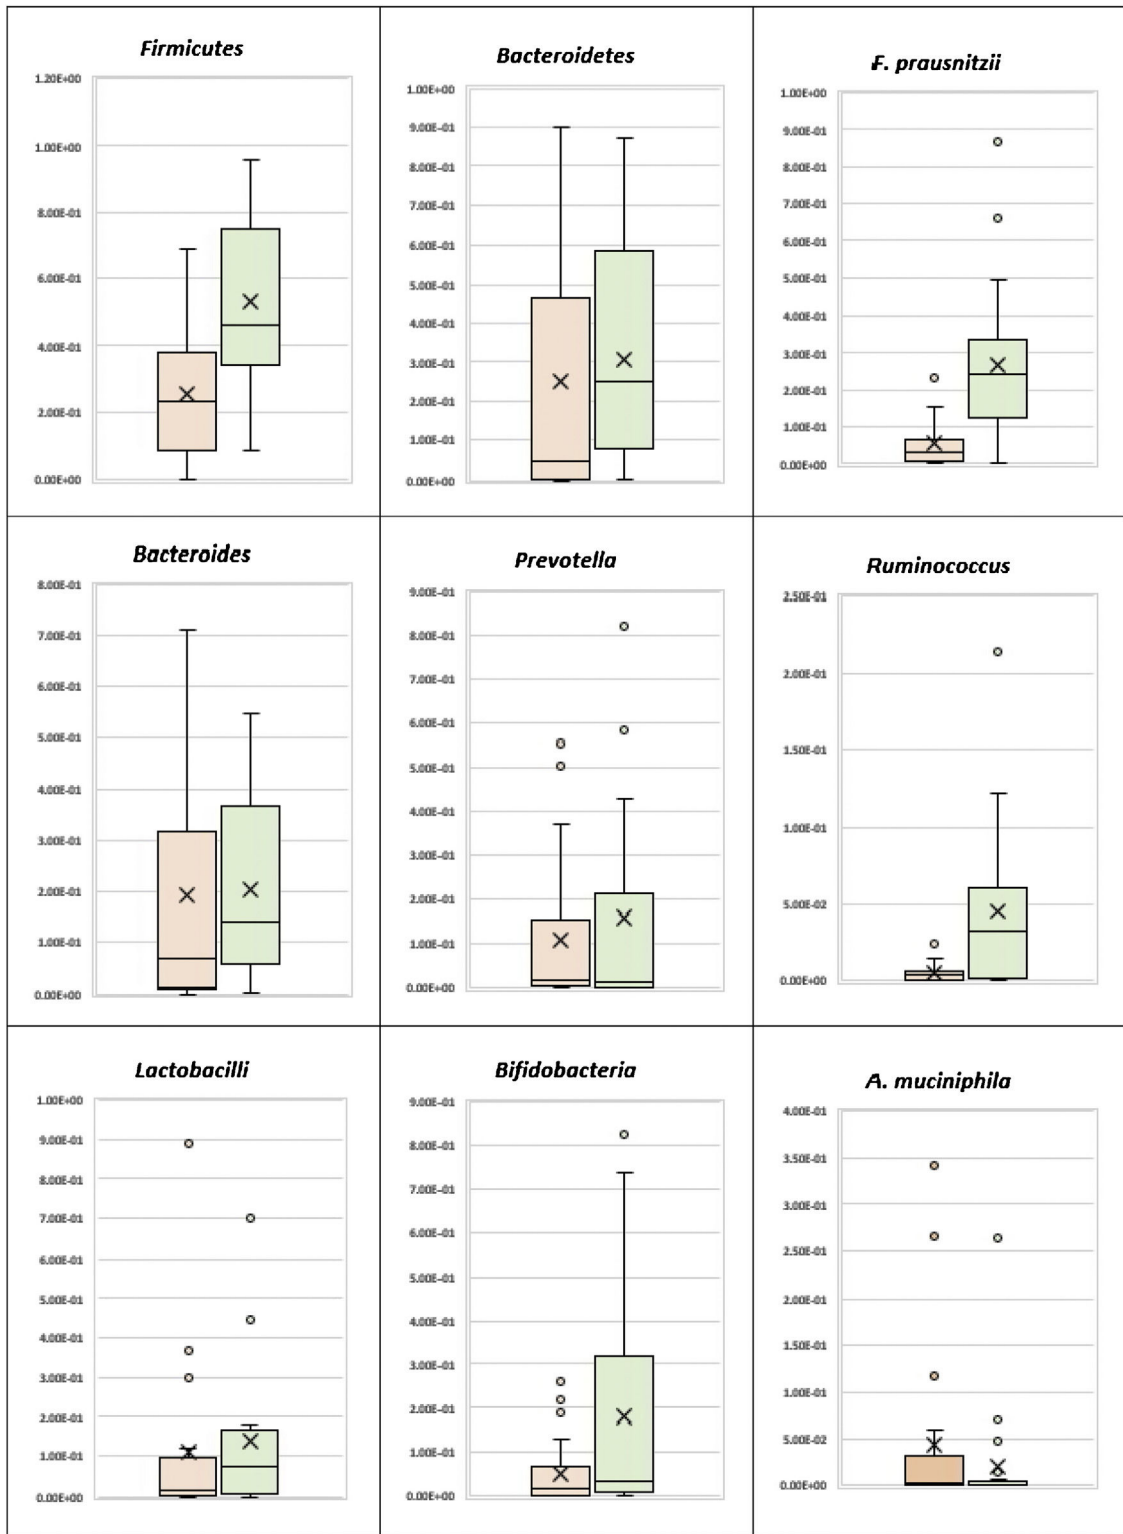 Firmicutes
1.20E+00
1.00E+00
8.00E-01
6.00E-01
4.00E-01
2.00E-01
0.00E+00
Bacteroidetes
1.00E+00
9.00E-01
8.00E-01
7.00E-01
6.00E-01
5.00E-01
4.00E-01
3.00E-01
2.00E-01
1.00E-01
0.00E+00
F. prausnitzii
1.00E+00
9.00E-01
8.00E-01
7.00E-01
6.00E-01
5.00E-01
4.00E-01
3.00E-01
2.00E-01
1.00E-01
0.00E+00
Bacteroides
8.00E-01
7.00E-01
6.00E-01
5.00E-01
4.00E-01
3.00E-01
2.00E-01
1.00E-01
0.00E+00
Prevotella
9.00E-01
8.00E-01
7.00E-01
6.00E-01
5.00E-01
4.00E-01
3.00E-01
2.00E-01
1.00E-01
0.00E+00
Ruminococcus
2.50E-01
2.00E-01
1.50E-01
1.00E-01
5.00E-02
0.00E+00
Lactobacilli
1.00E+00
9.00E-01
8.00E-01
7.00E-01
6.00E-01
5.00E-01
4.00E-01
3.00E-01
2.00E-01
1.00E-01
0.00E+00
Bifidobacteria
9.00E-01
8.00E-01
7.00E-01
6.00E-01
5.00E-01
4.00E-01
3.00E-01
2.00E-01
1.00E-01
0.00E+00
A. muciniphila
4.00E-01
3.50E-01
3.00E-01
2.50E-01
2.00E-01
1.50E-01
1.00E-01
5.00E-02
0.00E+00